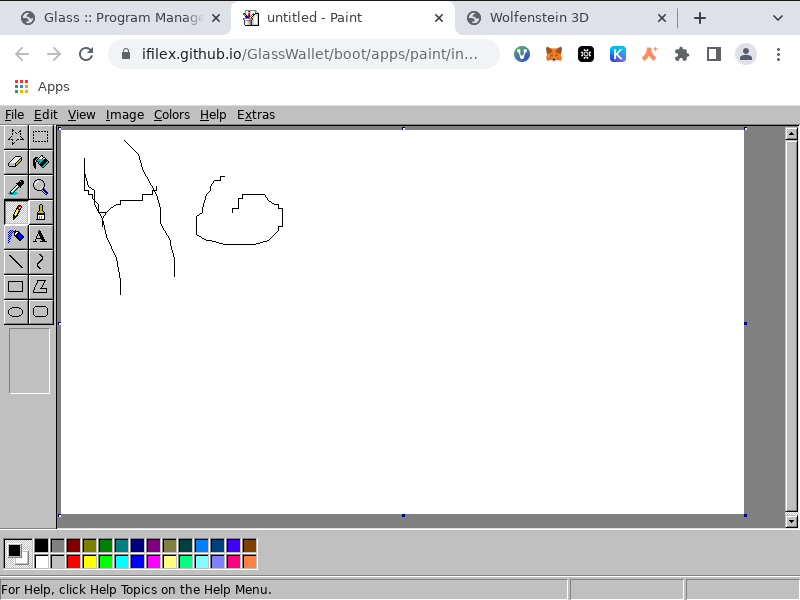 Glass :: Program Manage
untitled - Paint
Wolfenstein 3D
ifilex.github.io/GlassWallet/boot/apps/paint/in...
Apps
File Edit View Image Colors Help Extras
A
For Help, click Help Topics on the Help Menu.